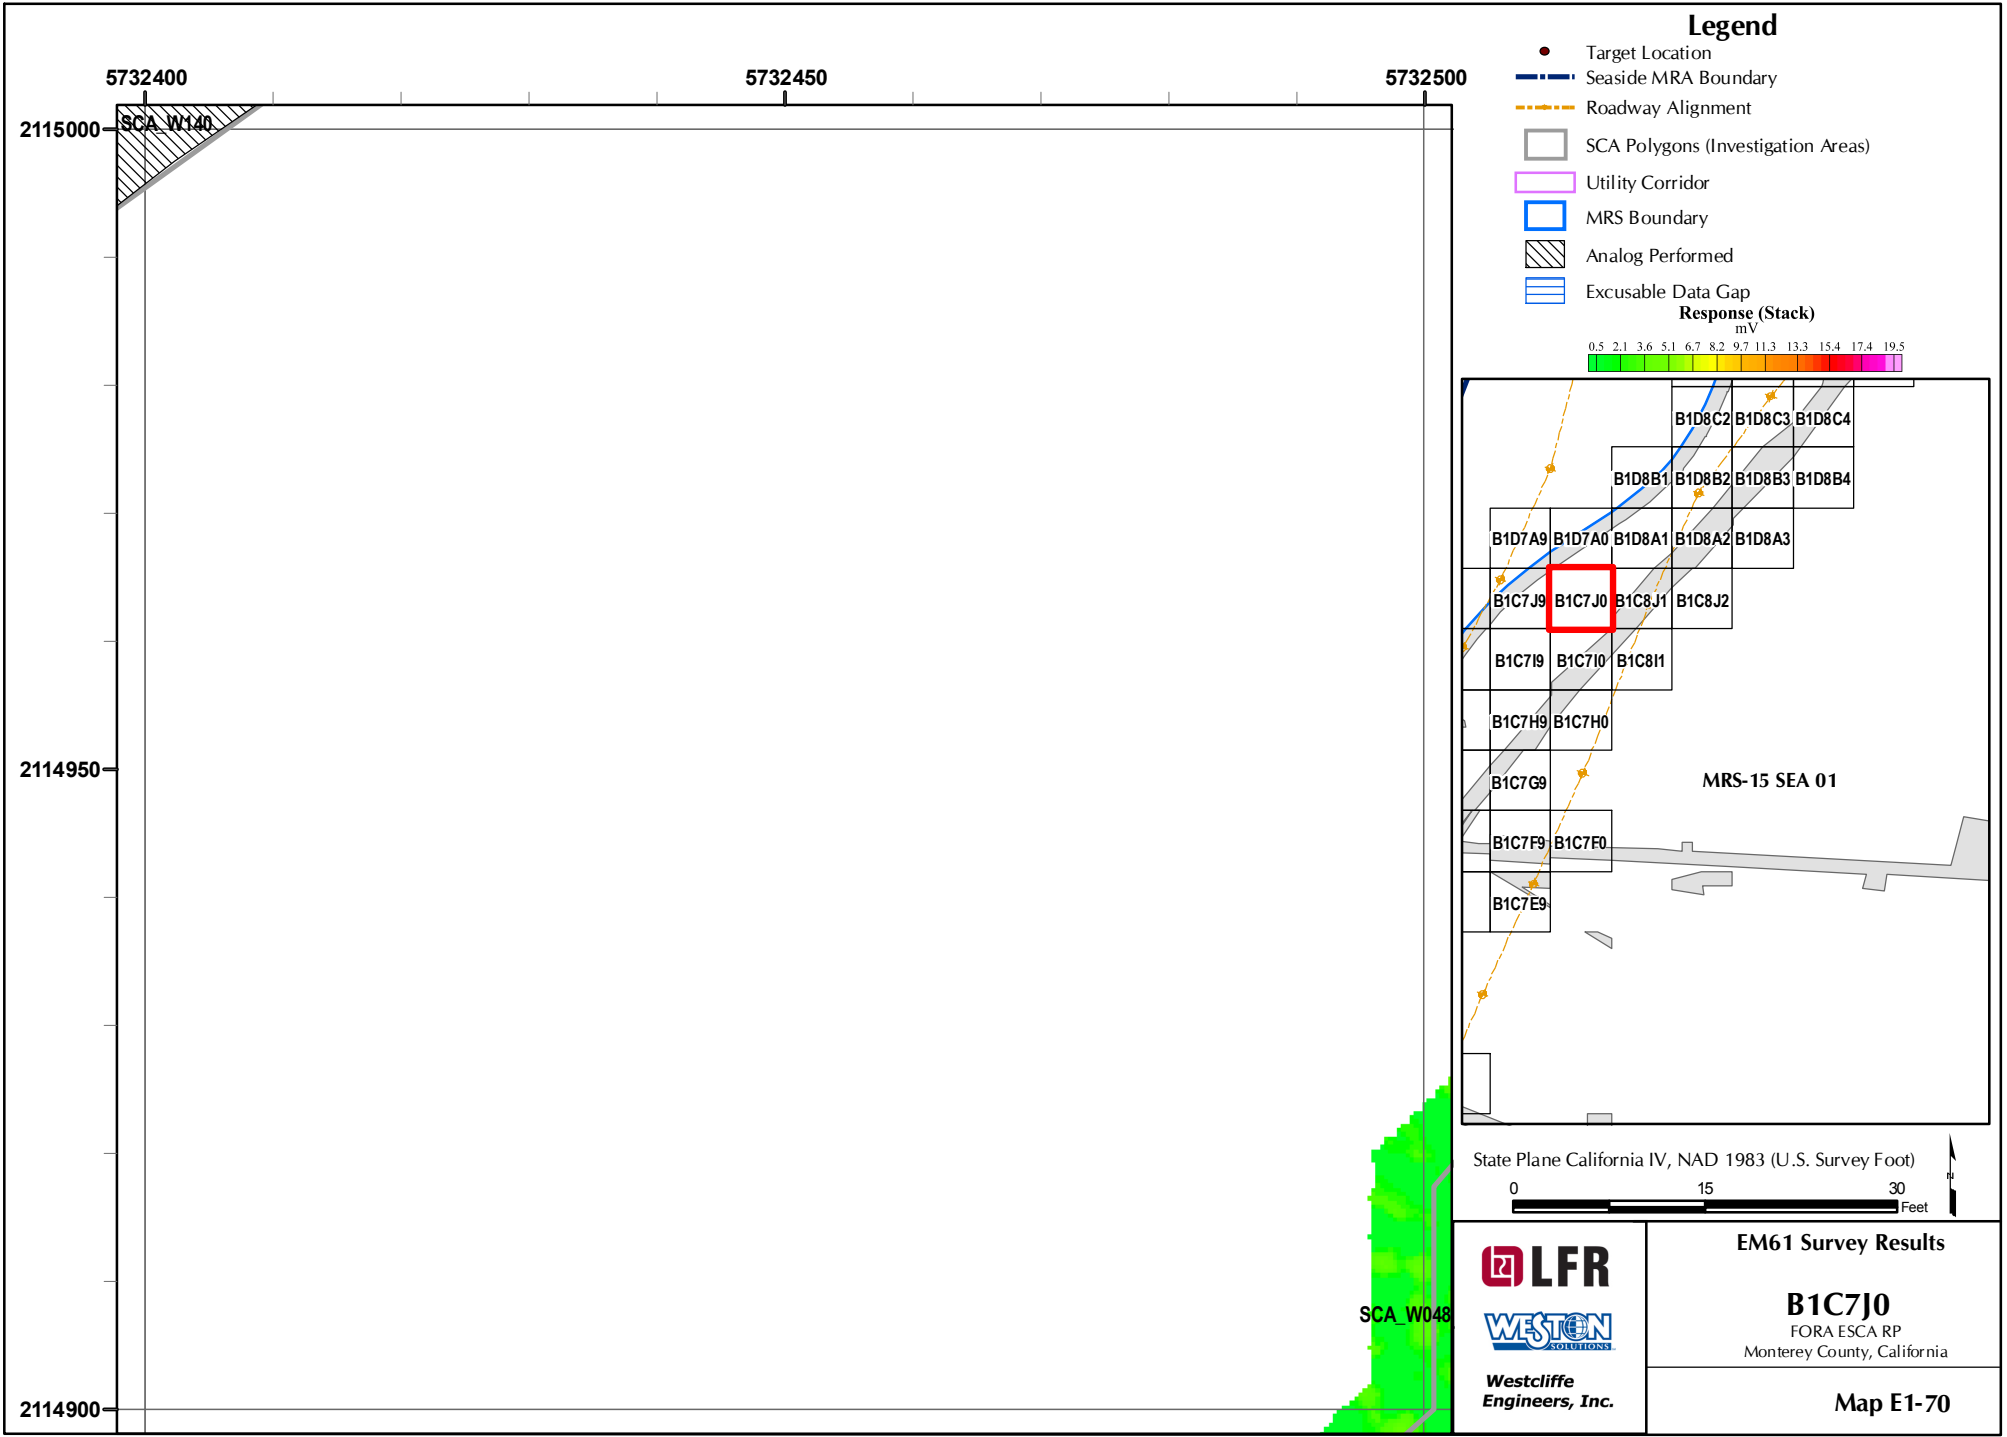 5732400
5732450
5732500
2115000
2114950
2114900
SCA_W140
SCA_W048
Legend
Target Location
Seaside MRA Boundary
Roadway Alignment
SCA Polygons (Investigation Areas)
Utility Corridor
MRS Boundary
Analog Performed
Excusable Data Gap
Response (Stack)
mV
0.5 2.1 3.6 5.1 6.7 8.2 9.7 11.3 13.3 15.4 17.4 19.5
B1D8C2 B1D8C3 B1D8C4
B1D8B1 B1D8B2 B1D8B3 B1D8B4
B1D7A9 B1D7A0 B1D8A1 B1D8A2 B1D8A3
B1C7J9 B1C7J0 B1C8J1 B1C8J2
B1C7I9 B1C7I0 B1C8I1
B1C7H9 B1C7H0
B1C7G9
MRS-15 SEA 01
B1C7F9 B1C7F0
B1C7E9
State Plane California IV, NAD 1983 (U.S. Survey Foot)
N
0 15 30
Feet
LFR
WESTON
SOLUTIONS
Westcliffe
Engineers, Inc.
EM61 Survey Results
B1C7J0
FORA ESCA RP
Monterey County, California
Map E1-70